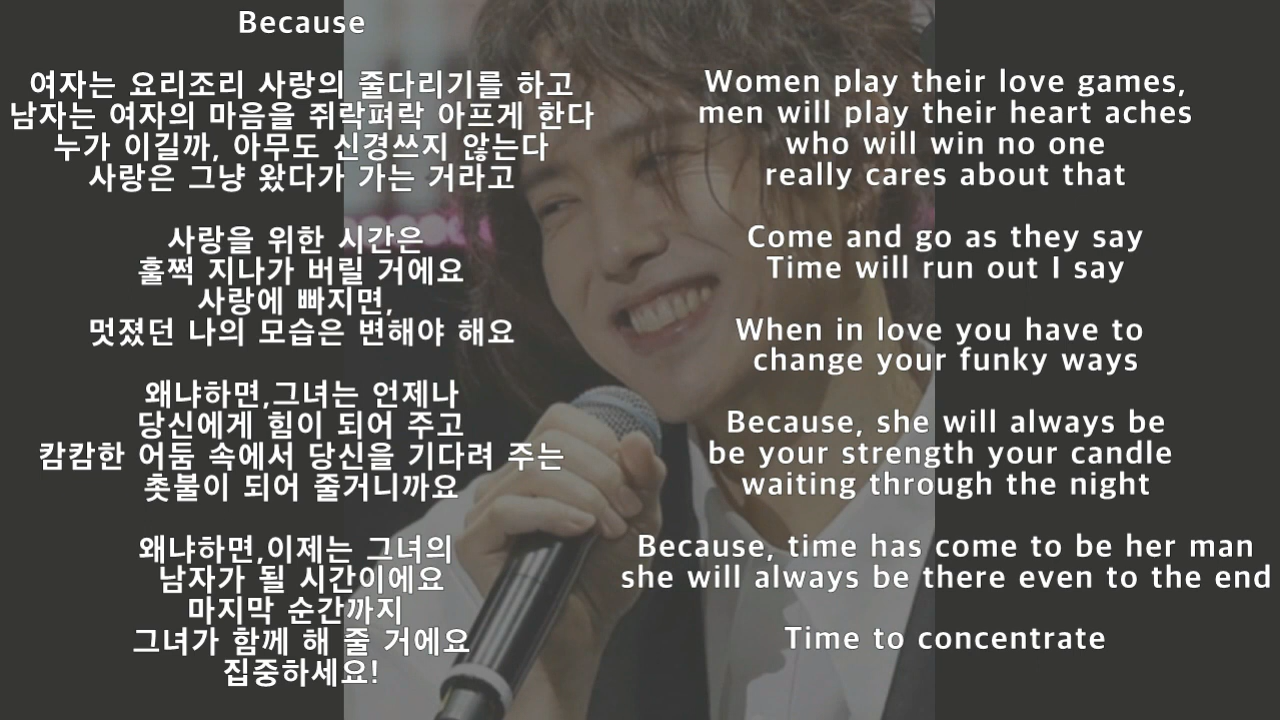 Because
여자는 요리조리 사랑의 줄다리기를 하고
남자는 여자의 마음을 쥐락펴락 아프게 한다
누가 이길까, 아무도 신경쓰지 않는다
사랑은 그냥 왔다가 가는 거라고
사랑을 위한 시간은
훌쩍 지나가 버릴 거에요
사랑에 빠지면,
멋졌던 나의 모습은 변해야 해요
왜냐하면,그녀는 언제나
당신에게 힘이 되어 주고
캄캄한 어둠 속에서 당신을 기다려 주는
촛불이 되어 줄거니까요
왜냐하면,이제는 그녀의
남자가 될 시간이에요
마지막 순간까지
그녀가 함께 해 줄 거에요
집중하세요!
Women play their love games,
men will play their heart aches
who will win no one
really cares about that
Come and go as they say
Time will run out I say
When in love you have to
change your funky ways
Because, she will always be
be your strength your candle
waiting through the night
Because, time has come to be her man
she will always be there even to the end
Time to concentrate